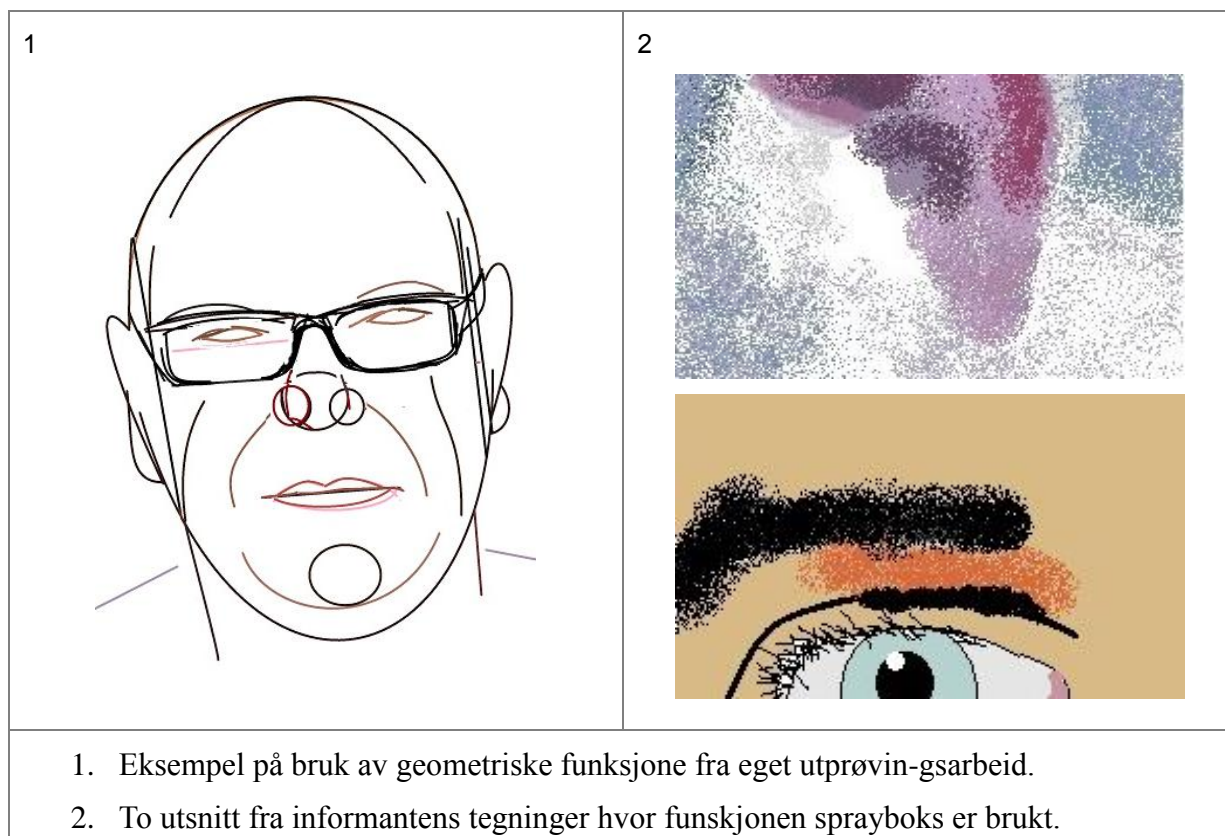 1
2
1. Eksempel på bruk av geometriske funksjone fra eget utprøvin-gsarbeid.
2. To utsnitt fra informantens tegninger hvor funskjonen sprayboks er brukt.